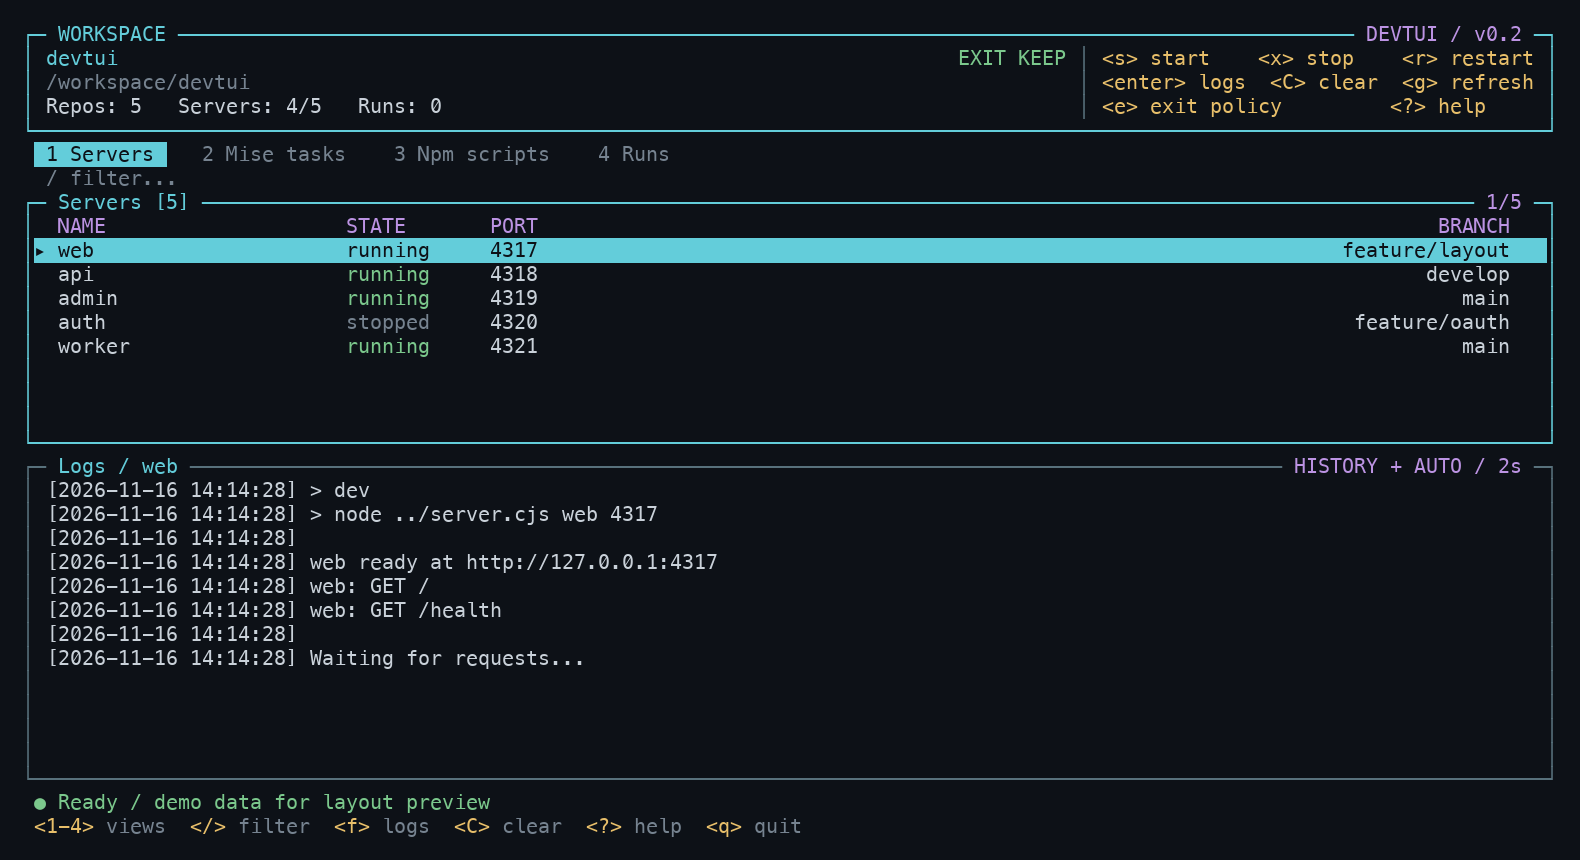 WORKSPACE DEVTUI / v0.2
devtui EXIT KEEP <s> start <x> stop <r> restart
/workspace/devtui <enter> logs <C> clear <g> refresh
Repos: 5 Servers: 4/5 Runs: 0 <e> exit policy <?> help
1 Servers 2 Mise tasks 3 Npm scripts 4 Runs
/ filter...
Servers [5] 1/5
NAME STATE PORT BRANCH
▸ web running 4317 feature/layout
api running 4318 develop
admin running 4319 main
auth stopped 4320 feature/oauth
worker running 4321 main
Logs / web HISTORY + AUTO / 2s
[2026-11-16 14:14:28] > dev
[2026-11-16 14:14:28] > node ../server.cjs web 4317
[2026-11-16 14:14:28]
[2026-11-16 14:14:28] web ready at http://127.0.0.1:4317
[2026-11-16 14:14:28] web: GET /
[2026-11-16 14:14:28] web: GET /health
[2026-11-16 14:14:28]
[2026-11-16 14:14:28] Waiting for requests...
● Ready / demo data for layout preview
<1-4> views </> filter <f> logs <C> clear <?> help <q> quit